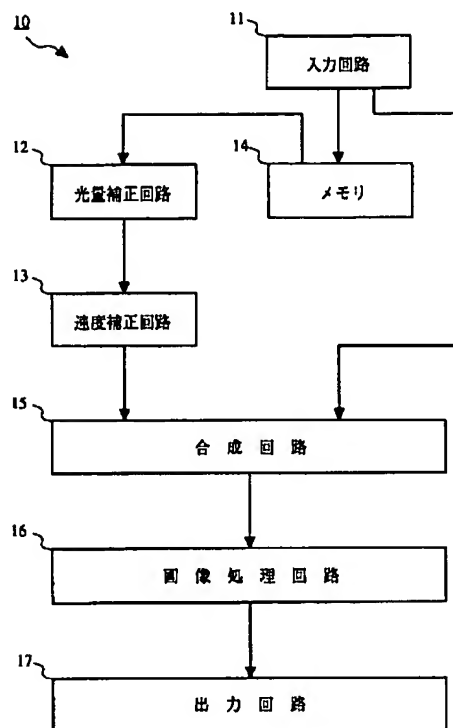 10
11
入力回路
12
光量補正回路
14
メモリ
13
速度補正回路
15
合成回路
16
画像処理回路
17
出力回路